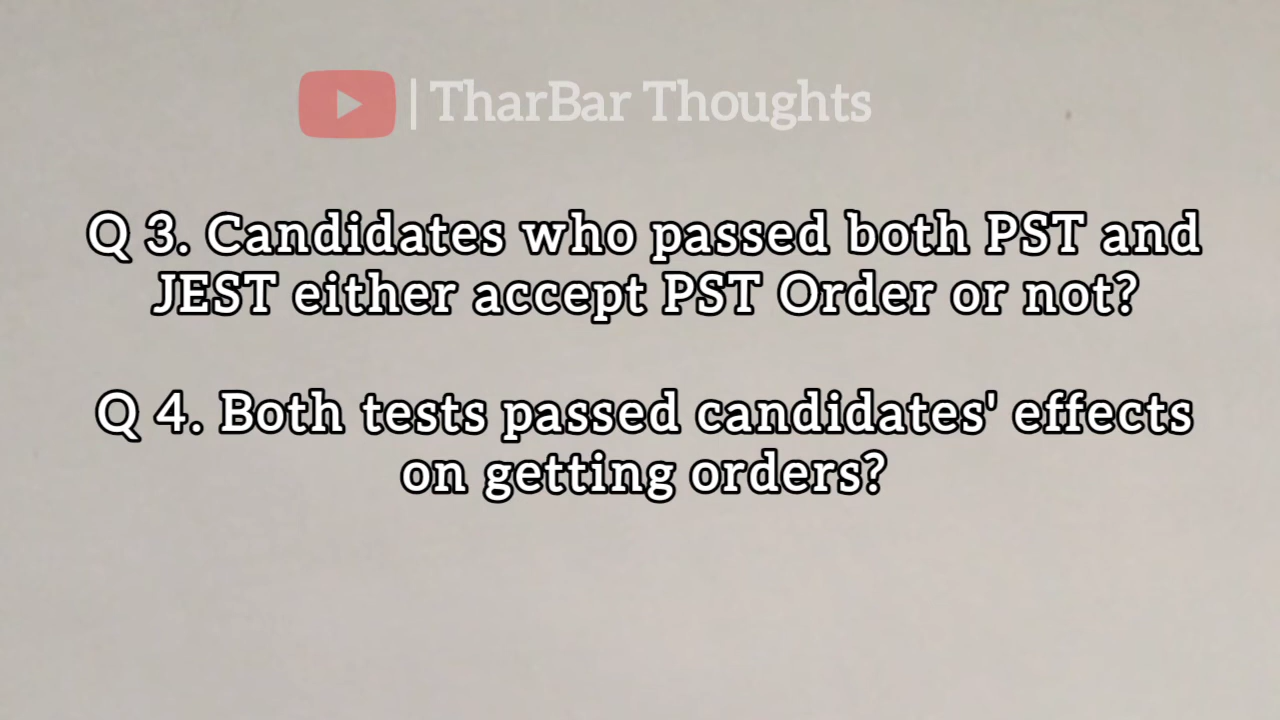 | TharBar Thoughts
Q 3. Candidates who passed both PST and
JEST either accept PST Order or not?
Q 4. Both tests passed candidates' effects
on getting orders?